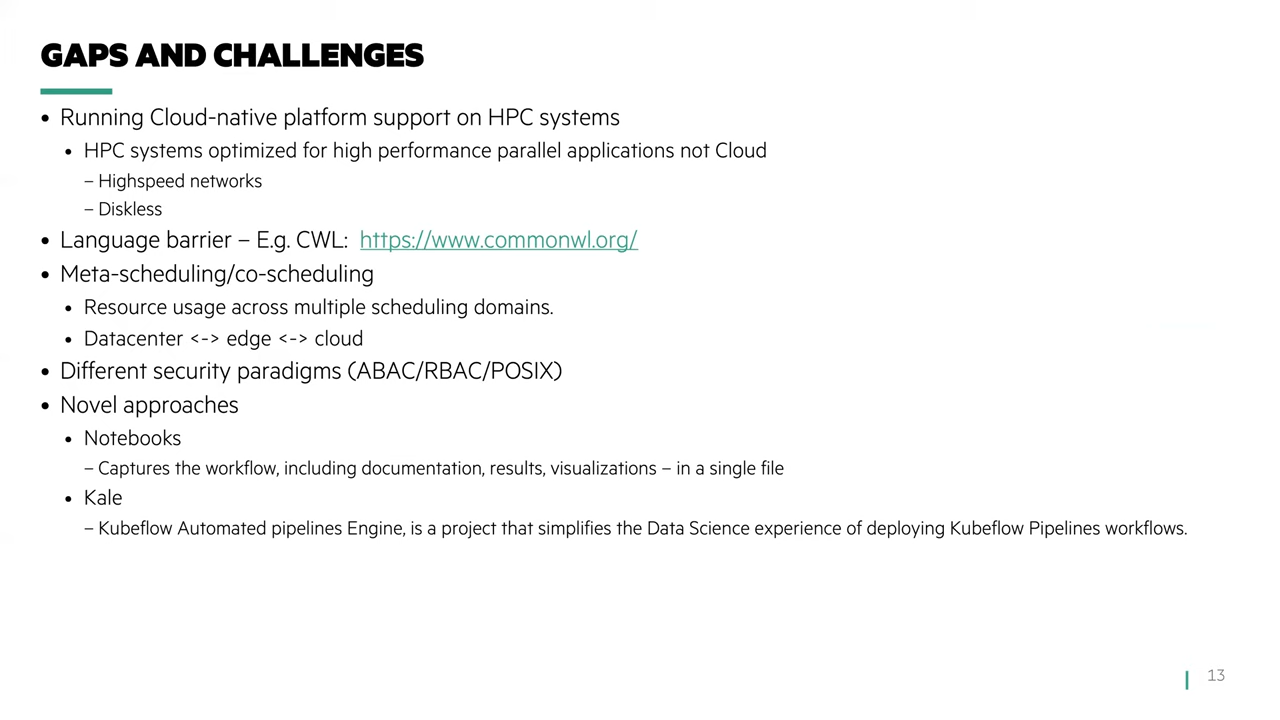 GAPS AND CHALLENGES
• Running Cloud-native platform support on HPC systems
• HPC systems optimized for high performance parallel applications not Cloud
– Highspeed networks
– Diskless
• Language barrier – E.g. CWL: https://www.commonwl.org/
• Meta-scheduling/co-scheduling
• Resource usage across multiple scheduling domains.
• Datacenter <-> edge <-> cloud
• Different security paradigms (ABAC/RBAC/POSIX)
• Novel approaches
• Notebooks
– Captures the workflow, including documentation, results, visualizations – in a single file
• Kale
– Kubeflow Automated pipelines Engine, is a project that simplifies the Data Science experience of deploying Kubeflow Pipelines workflows.
13